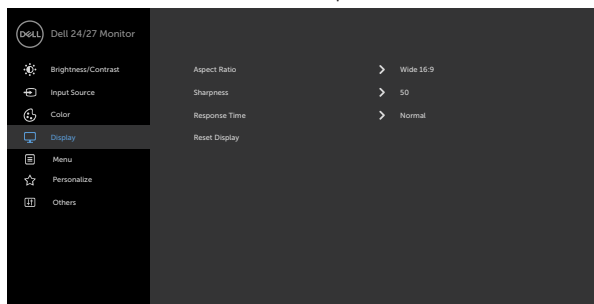 DELL Dell 24/27 Monitor
Brightness/Contrast Aspect Ratio Wide 16:9
Input Source Sharpness 50
Color Response Time Normal
Display Reset Display
Menu
Personalize
Others